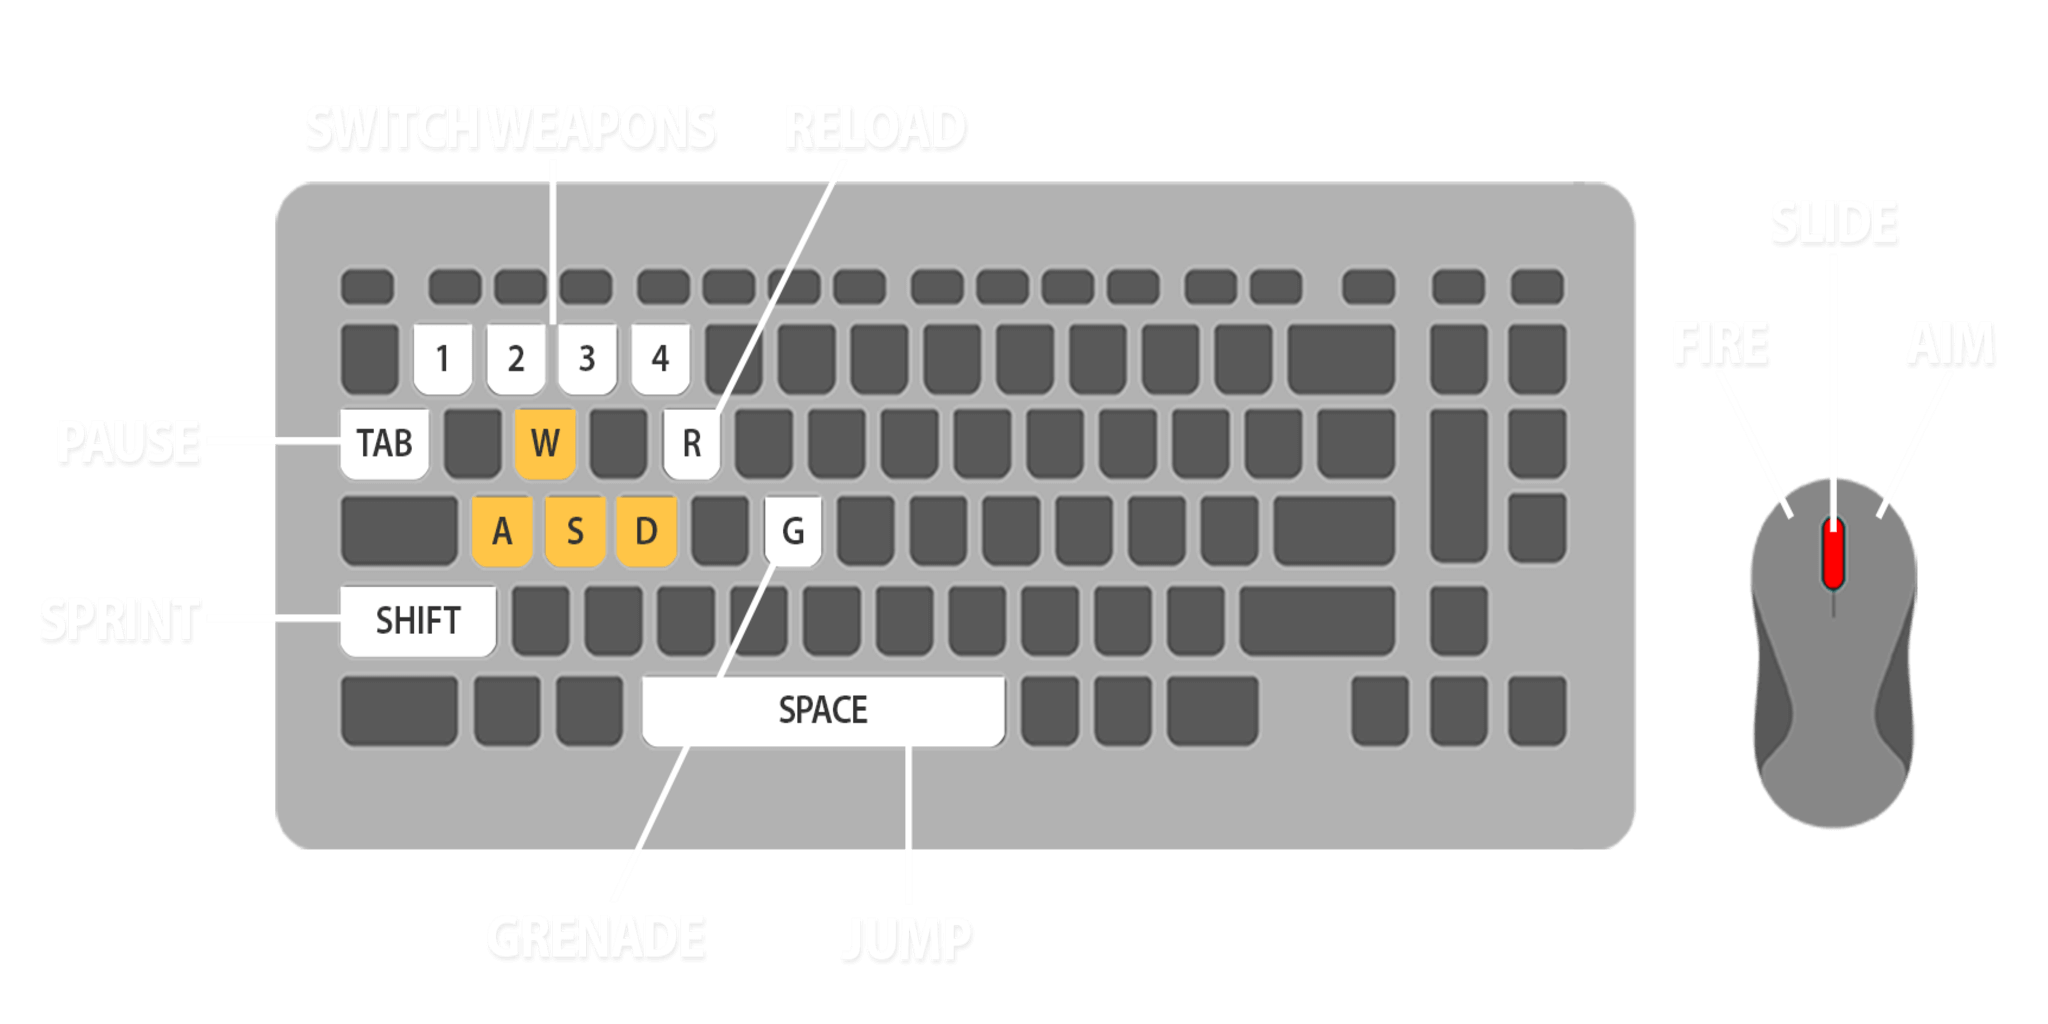 SWITCH WEAPONS
RELOAD
SLIDE
FIRE
AIM
1 2 3 4
PAUSE
TAB W R
A S D G
SPRINT
SHIFT
SPACE
GRENADE
JUMP